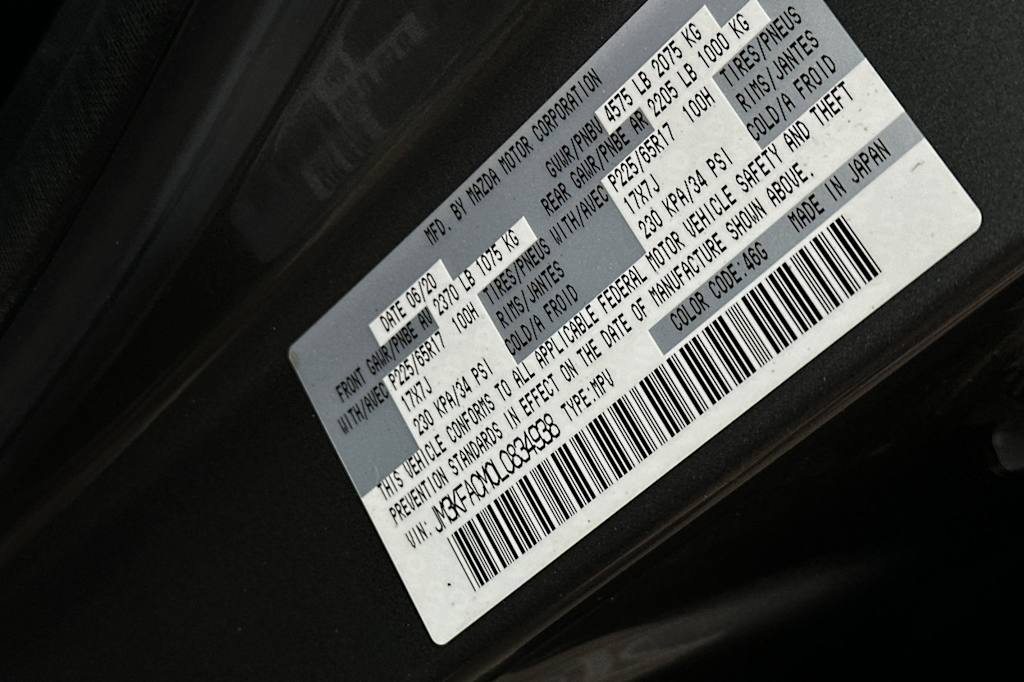 MFD. BY MAZDA MOTOR CORPORATION
DATE 06/20 GVWR/PNBV 4575 LB 2075 KG
FRONT GAWR/PNBE AV 2370 LB 1075 KG REAR GAWR/PNBE AR 2205 LB 1000 KG
WITH/AVEC P225/65R17 100H TIRES/PNEUS WITH/AVEC P225/65R17 100H TIRES/PNEUS
17X7J RIMS/JANTES 17X7J RIMS/JANTES
230 KPA/34 PSI COLD/A FROID 230 KPA/34 PSI COLD/A FROID
THIS VEHICLE CONFORMS TO ALL APPLICABLE FEDERAL MOTOR VEHICLE SAFETY AND THEFT
PREVENTION STANDARDS IN EFFECT ON THE DATE OF MANUFACTURE SHOWN ABOVE.
VIN: JM3KFACM0L0834938 TYPE:MPV COLOR CODE:46G MADE IN JAPAN